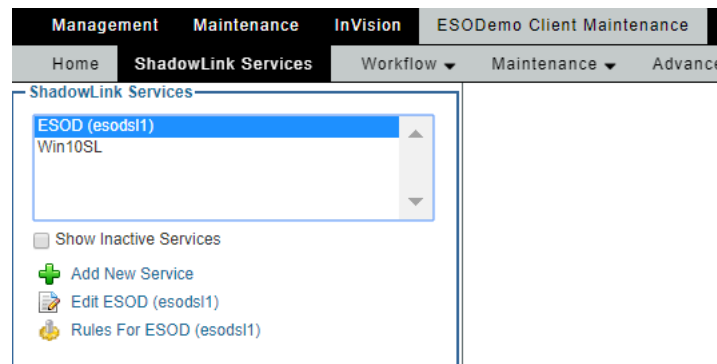 Management Maintenance InVision ESODemo Client Maintenance
Home ShadowLink Services Workflow Maintenance Advance
ShadowLink Services
ESOD (esodsl1)
Win10SL
Show Inactive Services
Add New Service
Edit ESOD (esodsl1)
Rules For ESOD (esodsl1)